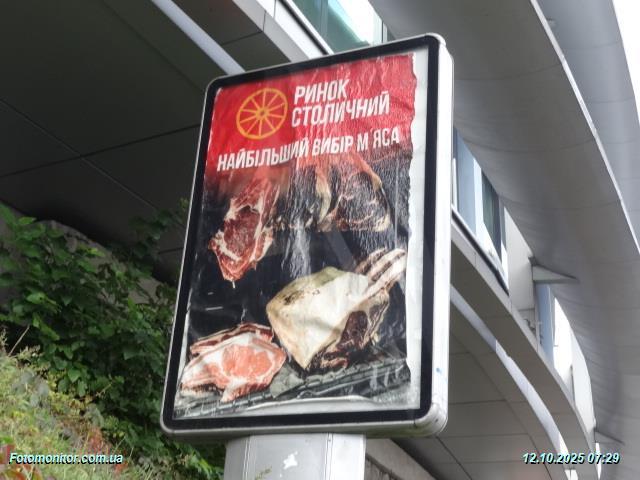 РИНОК
СТОЛИЧНИЙ
НАЙБІЛЬШИЙ ВИБІР М ЯСА
Fotomonitor.com.ua
12.10.2025 07:29